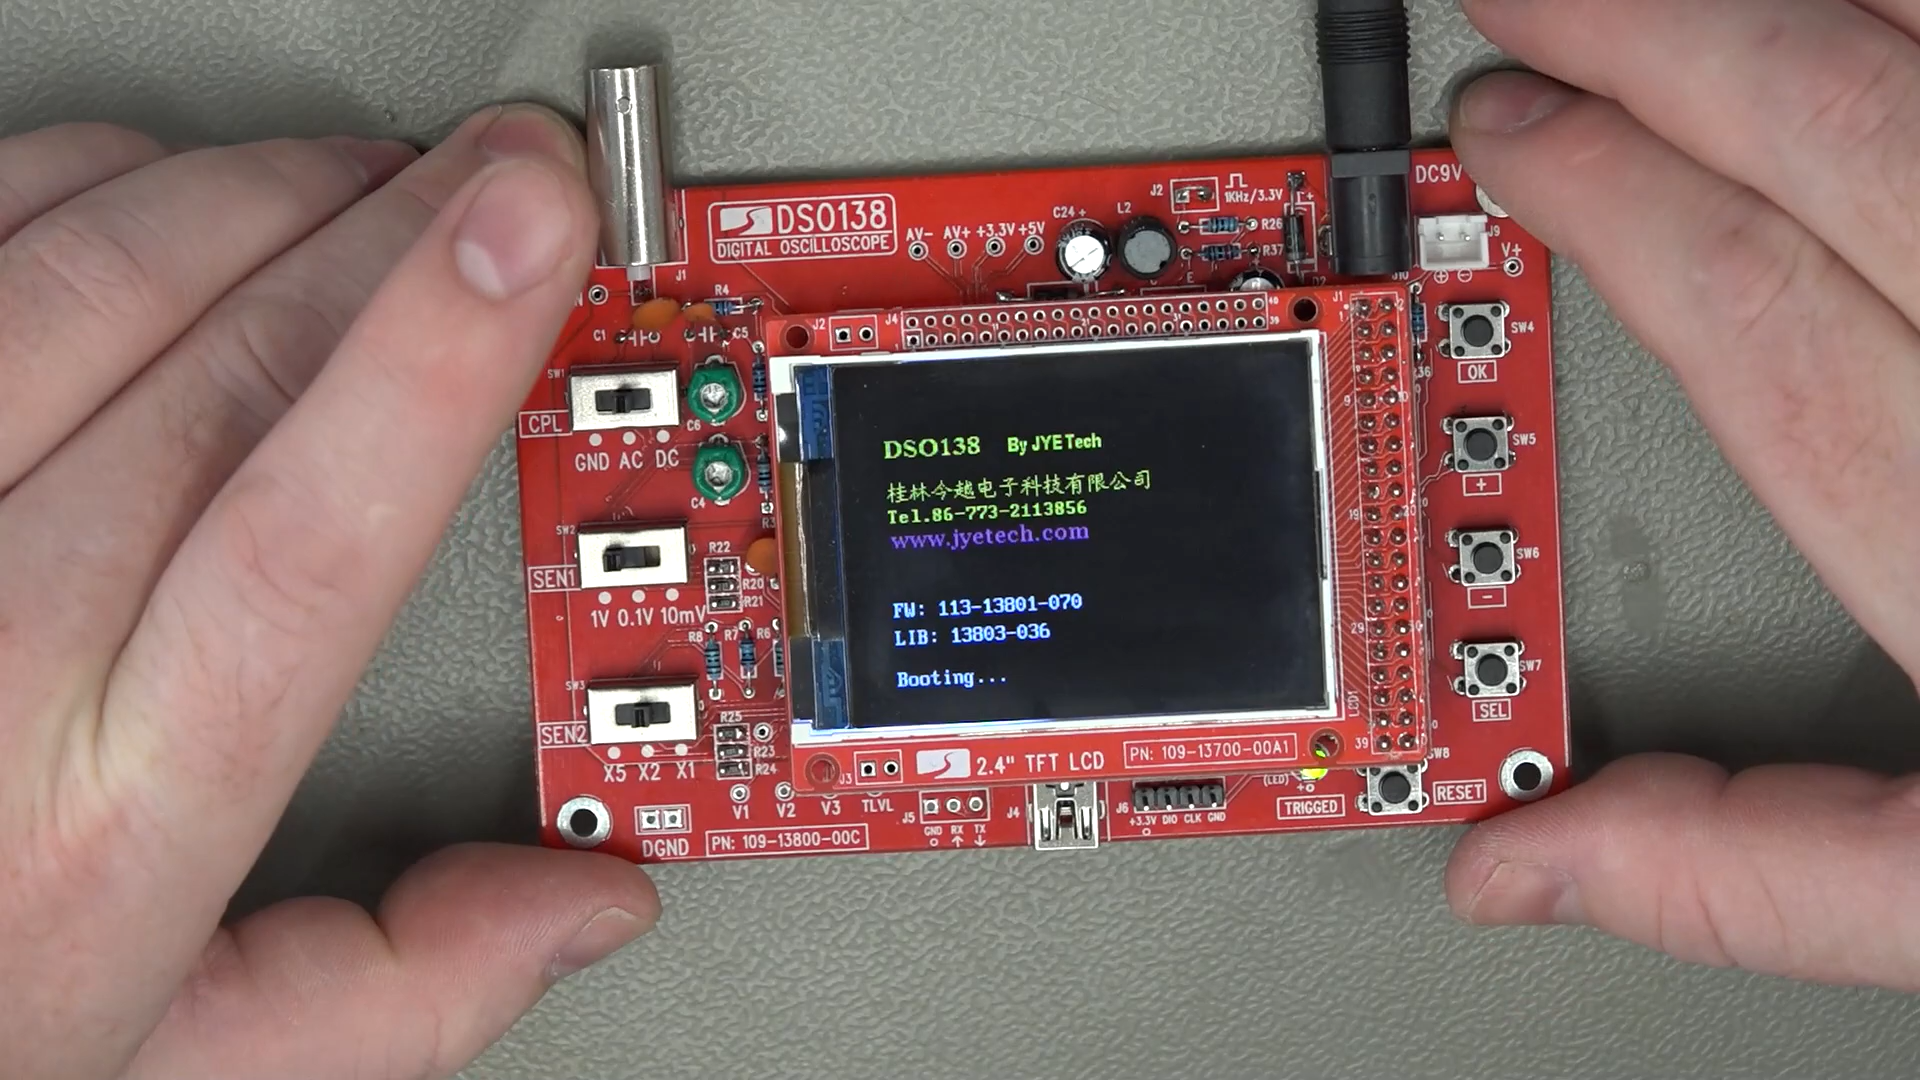 DSO138
DIGITAL OSCILLOSCOPE
AV- AV+ +3.3V +5V
C24 +
L2
J2
1KHz/3.3V
R26
R37
DC9V
J9
V+
J1
R4
C1
C5
J2
J4
J1
SW1
CPL
GND AC DC
C6
C4
SW2
SEN1
1V 0.1V 10mV
R22
R20
R21
R8 R7 R6
SW3
SEN2
X5 X2 X1
R25
R23
R24
DSO138 By JYE Tech
桂林今越电子科技有限公司
Tel.86-773-2113856
www.jyetech.com
FW: 113-13801-070
LIB: 13803-036
Booting...
SW4
OK
SW5
+
SW6
-
SW7
SEL
SW8
RESET
LCD1
J3
2.4" TFT LCD
PN: 109-13700-00A1
V1 V2 V3 TLVL
DGND
PN: 109-13800-00C
J5
GND RX TX
J4
J6
+3.3V DIO CLK GND
(LED)
TRIGGED